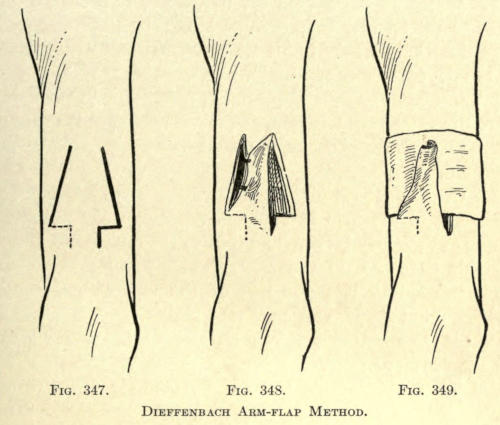 Fig. 347. Fig. 348. Fig. 349.
Dieffenbach Arm-flap Method.